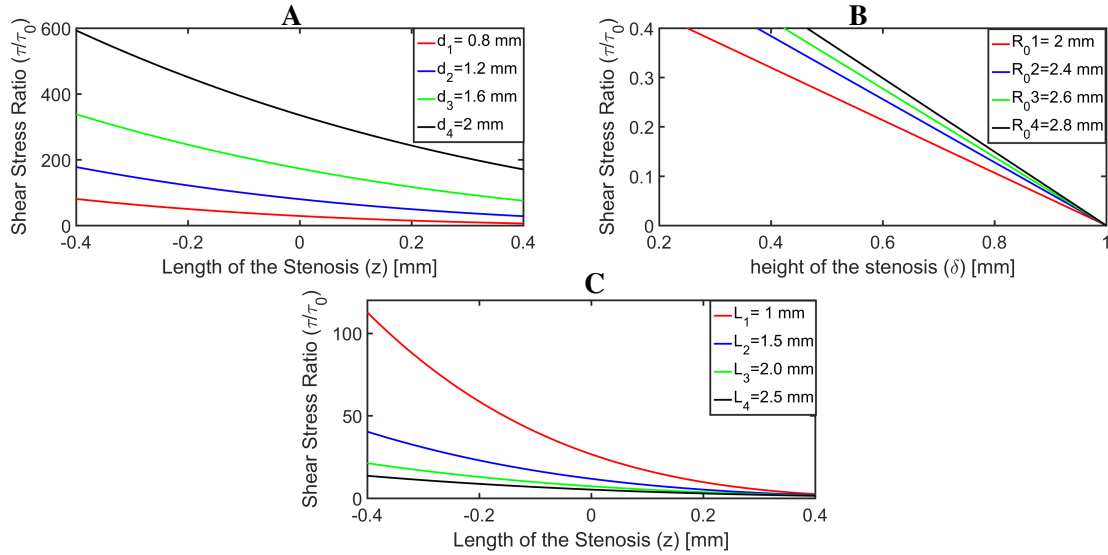 A
Shear Stress Ratio (τ/τ₀)
600
400
200
0
-0.4
-0.2
0
0.2
0.4
Length of the Stenosis (z) [mm]
d₁= 0.8 mm
d₂=1.2 mm
d₃=1.6 mm
d₄=2 mm
B
Shear Stress Ratio (τ/τ₀)
0.4
0.3
0.2
0.1
0
0.2
0.4
0.6
0.8
1
height of the stenosis (δ) [mm]
R₀1= 2 mm
R₀2=2.4 mm
R₀3=2.6 mm
R₀4=2.8 mm
C
Shear Stress Ratio (τ/τ₀)
100
50
0
-0.4
-0.2
0
0.2
0.4
Length of the Stenosis (z) [mm]
L₁= 1 mm
L₂=1.5 mm
L₃=2.0 mm
L₄=2.5 mm